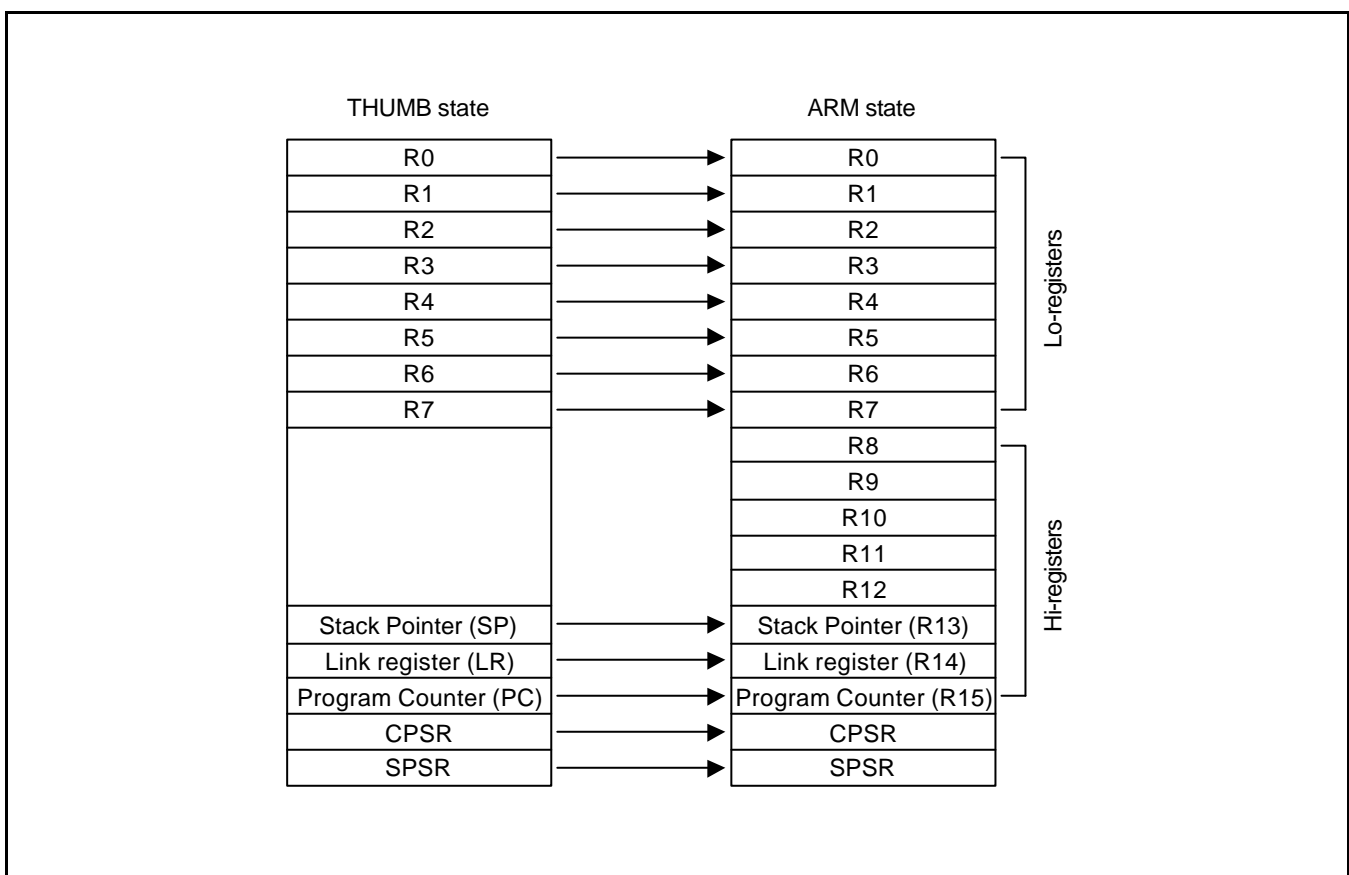 THUMB state
R0
R1
R2
R3
R4
R5
R6
R7
Stack Pointer (SP)
Link register (LR)
Program Counter (PC)
CPSR
SPSR
ARM state
R0
R1
R2
R3
R4
R5
R6
R7
R8
R9
R10
R11
R12
Stack Pointer (R13)
Link register (R14)
Program Counter (R15)
CPSR
SPSR
Lo-registers
Hi-registers